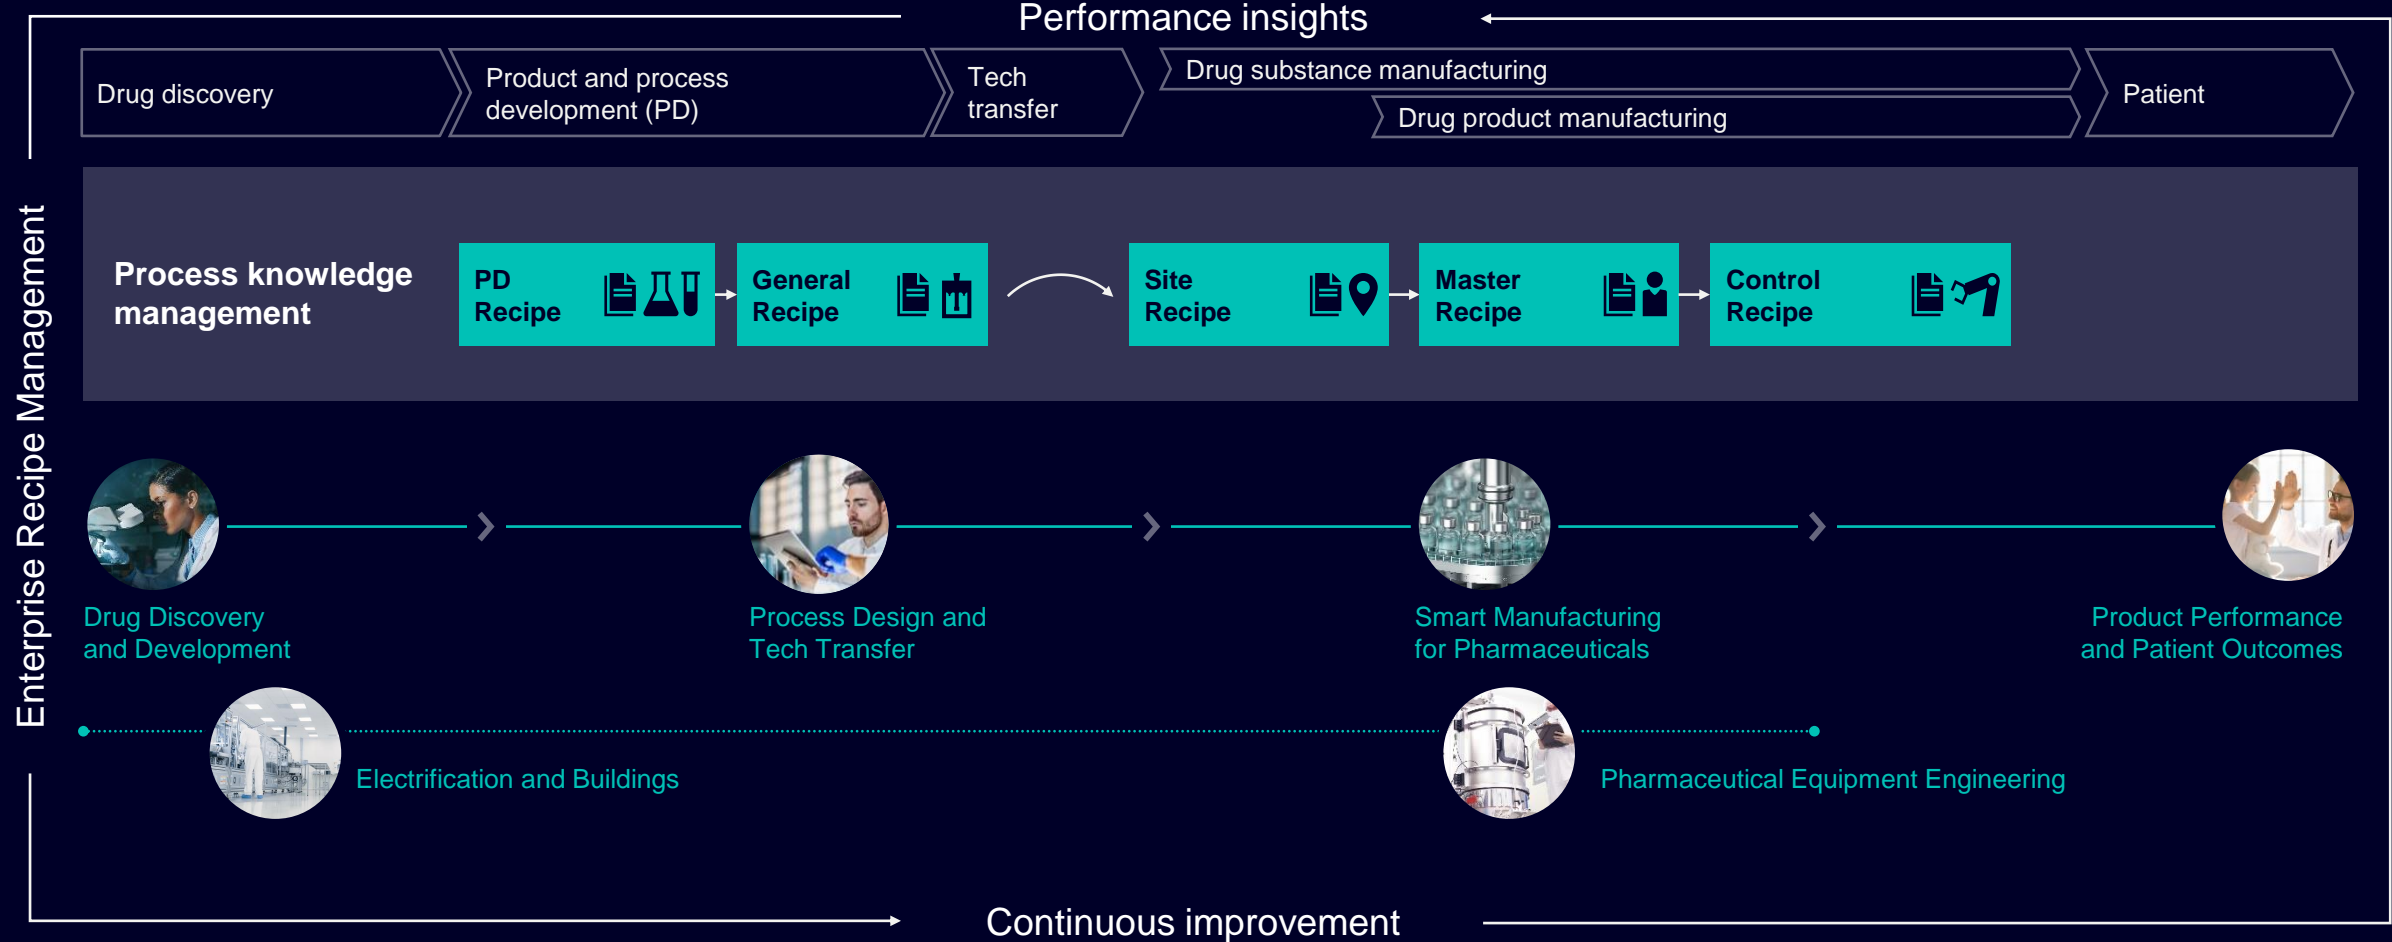 Performance insights
Drug discovery
Product and process
development (PD)
Tech
transfer
Drug substance manufacturing
Drug product manufacturing
Patient
Enterprise Recipe Management
Process knowledge
management
PD
Recipe
General
Recipe
Site
Recipe
Master
Recipe
Control
Recipe
Drug Discovery
and Development
Process Design and
Tech Transfer
Smart Manufacturing
for Pharmaceuticals
Product Performance
and Patient Outcomes
Electrification and Buildings
Pharmaceutical Equipment Engineering
Continuous improvement